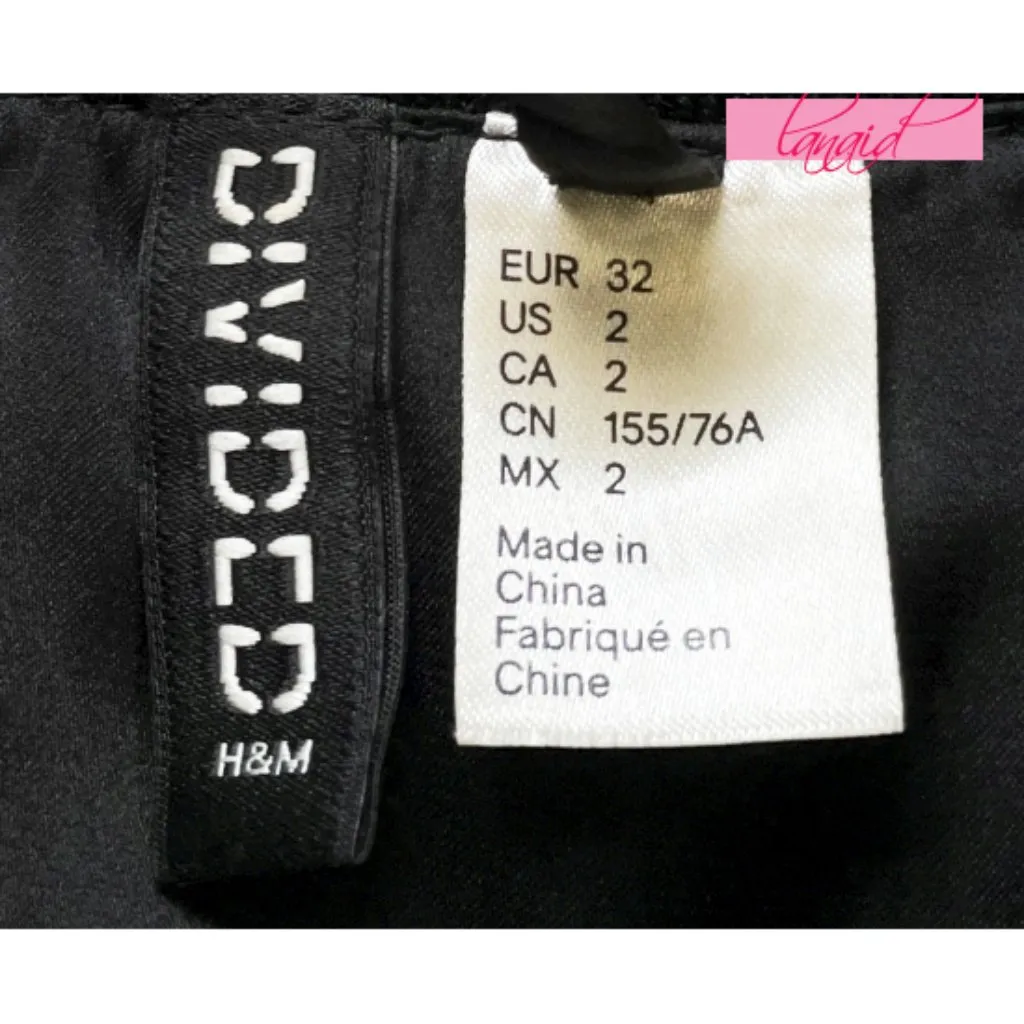 DIVIDED
H&M
lanaid
EUR 32
US 2
CA 2
CN 155/76A
MX 2
Made in
China
Fabriqué en
Chine